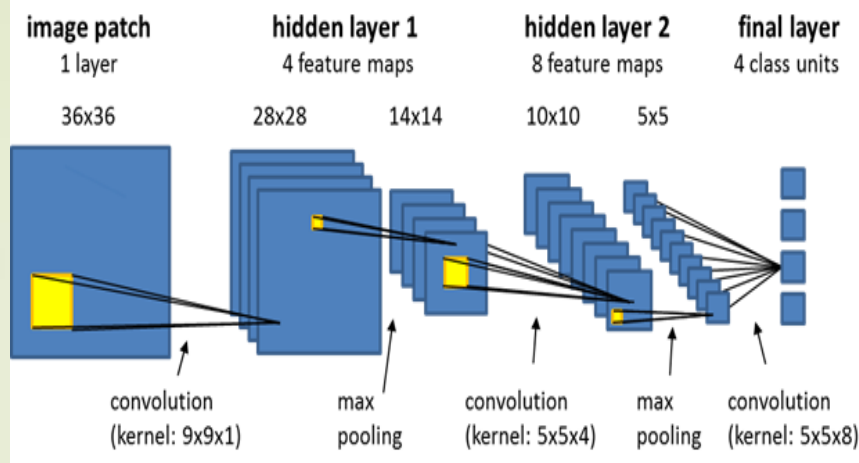 image patch hidden layer 1 hidden layer 2 final layer
1 layer 4 feature maps 8 feature maps 4 class units
36x36 28x28 14x14 10x10 5x5
convolution max convolution max convolution
(kernel: 9x9x1) pooling (kernel: 5x5x4) pooling (kernel: 5x5x8)